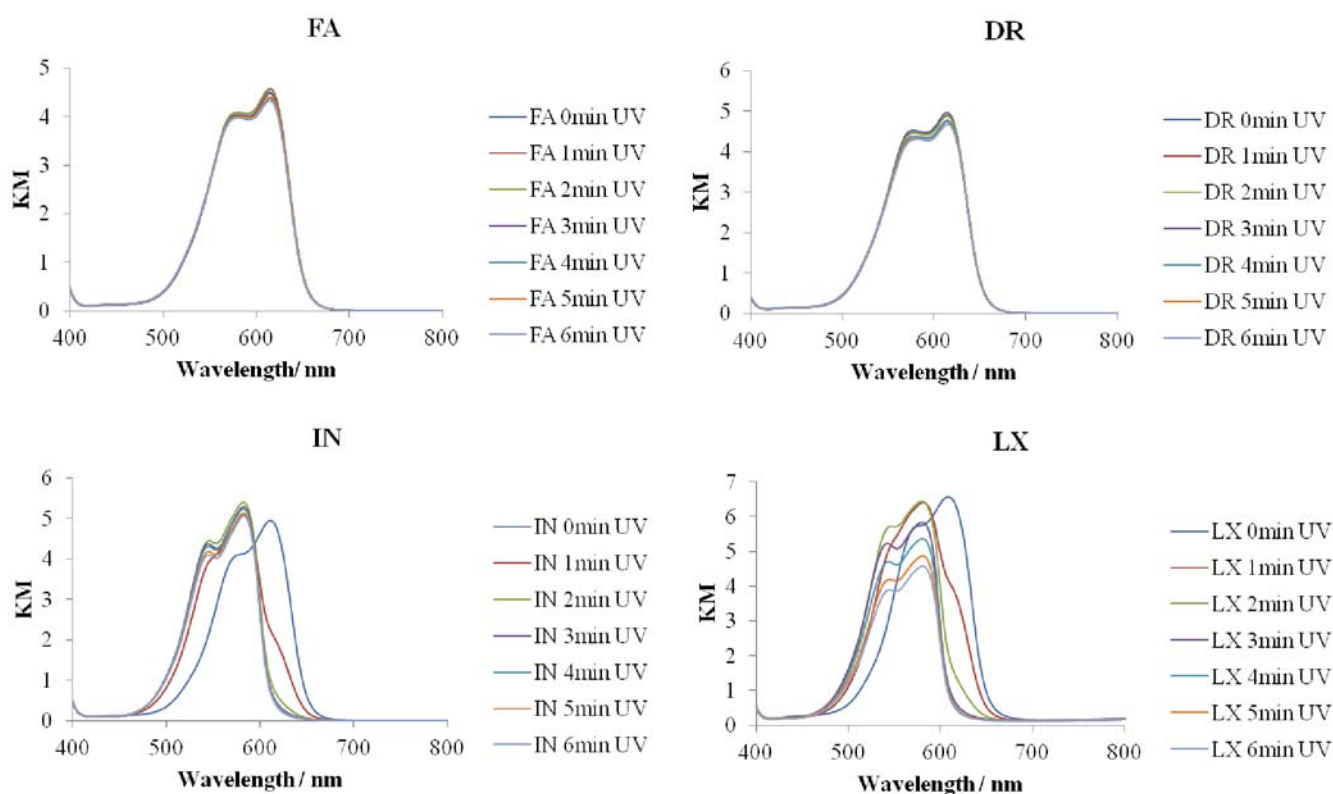 FA
5
4
3
2
1
0
KM
400 500 600 700 800
Wavelength/ nm
FA 0min UV
FA 1min UV
FA 2min UV
FA 3min UV
FA 4min UV
FA 5min UV
FA 6min UV
DR
6
5
4
3
2
1
0
KM
400 500 600 700 800
Wavelength/ nm
DR 0min UV
DR 1min UV
DR 2min UV
DR 3min UV
DR 4min UV
DR 5min UV
DR 6min UV
IN
6
5
4
3
2
1
0
KM
400 500 600 700 800
Wavelength / nm
IN 0min UV
IN 1min UV
IN 2min UV
IN 3min UV
IN 4min UV
IN 5min UV
IN 6min UV
LX
7
6
5
4
3
2
1
0
KM
400 500 600 700 800
Wavelength / nm
LX 0min UV
LX 1min UV
LX 2min UV
LX 3min UV
LX 4min UV
LX 5min UV
LX 6min UV